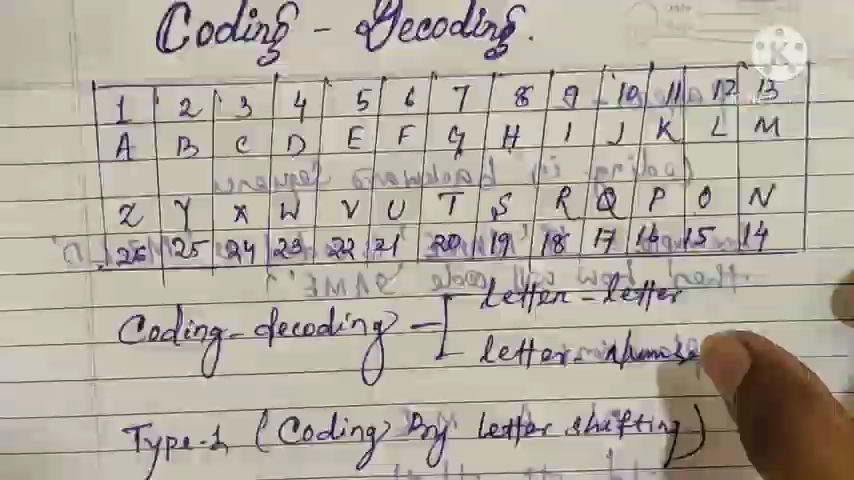 Coding - Decoding.
1 2 3 4 5 6 7 8 9 10 11 12 13
A B C D E F G H I J K L M
Z Y X W V U T S R Q P O N
26 25 24 23 22 21 20 19 18 17 16 15 14
letter - letter
Coding - decoding
letter -
Type-1 (Coding By letter shifting)